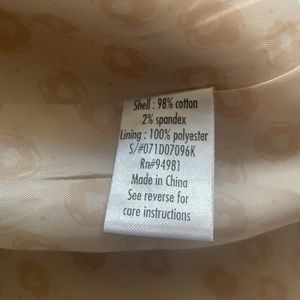 Shell : 98% cotton
2% spandex
Lining : 100% polyester
S/#071D07096K
Rn#94981
Made in China
See reverse for
care instructions